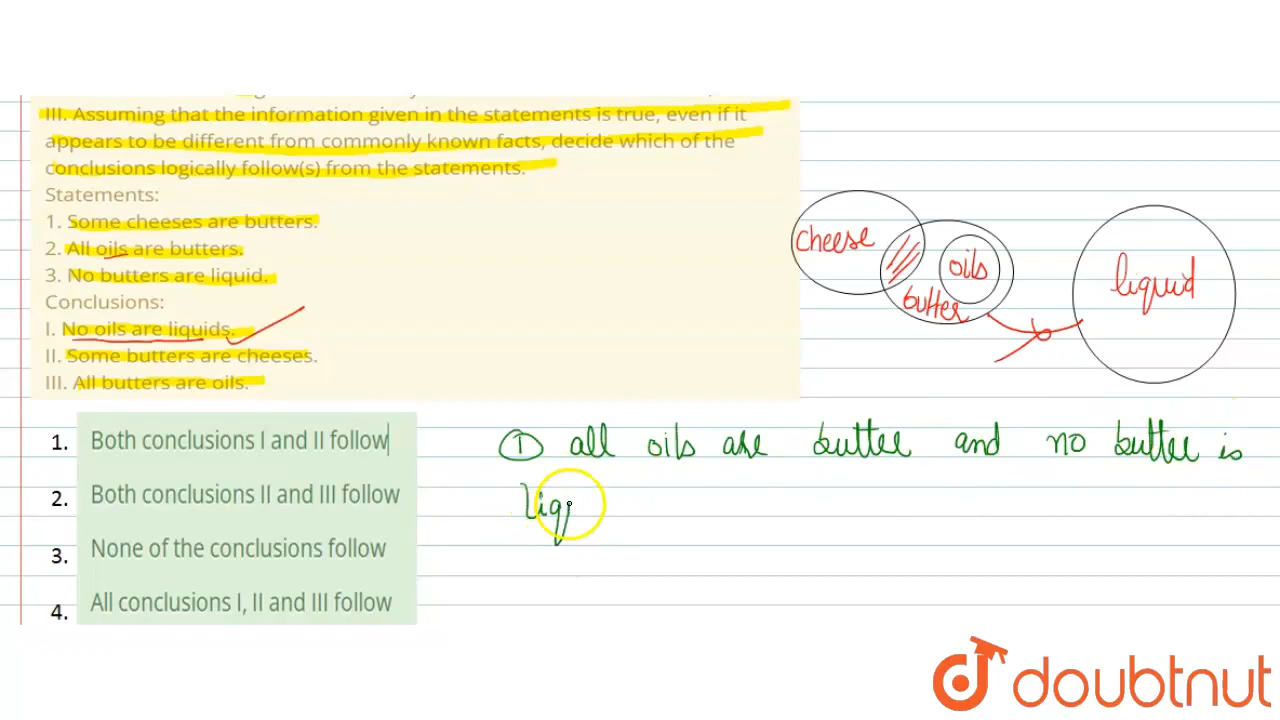 III. Assuming that the information given in the statements is true, even if it
appears to be different from commonly known facts, decide which of the
conclusions logically follow(s) from the statements.
Statements:
1. Some cheeses are butters.
2. All oils are butters.
3. No butters are liquid.
Conclusions:
I. No oils are liquids.
II. Some butters are cheeses.
III. All butters are oils.
cheese
oils
butter
liquid
1. Both conclusions I and II follow
2. Both conclusions II and III follow
3. None of the conclusions follow
4. All conclusions I, II and III follow
① all oils are butter and no butter is
liq
doubtnut